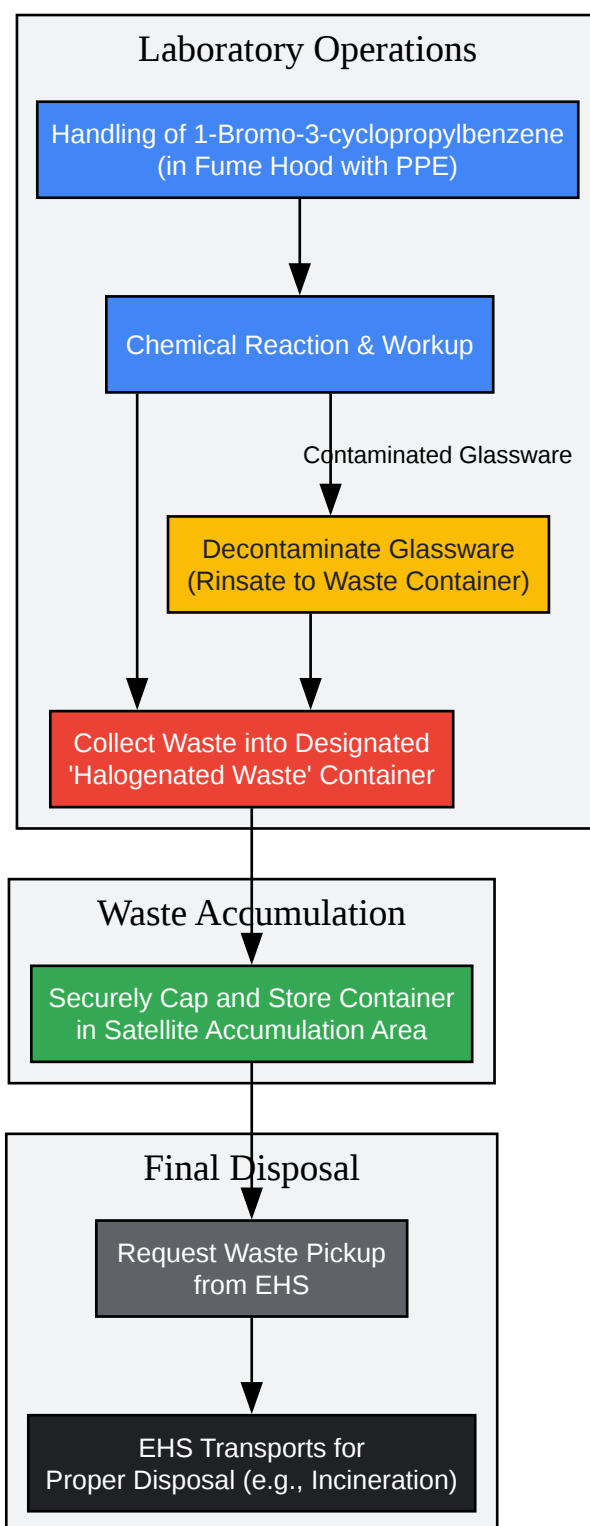 Laboratory Operations
Handling of 1-Bromo-3-cyclopropylbenzene
(in Fume Hood with PPE)
Chemical Reaction & Workup
Contaminated Glassware
Decontaminate Glassware
(Rinsate to Waste Container)
Collect Waste into Designated
'Halogenated Waste' Container
Waste Accumulation
Securely Cap and Store Container
in Satellite Accumulation Area
Final Disposal
Request Waste Pickup
from EHS
EHS Transports for
Proper Disposal (e.g., Incineration)